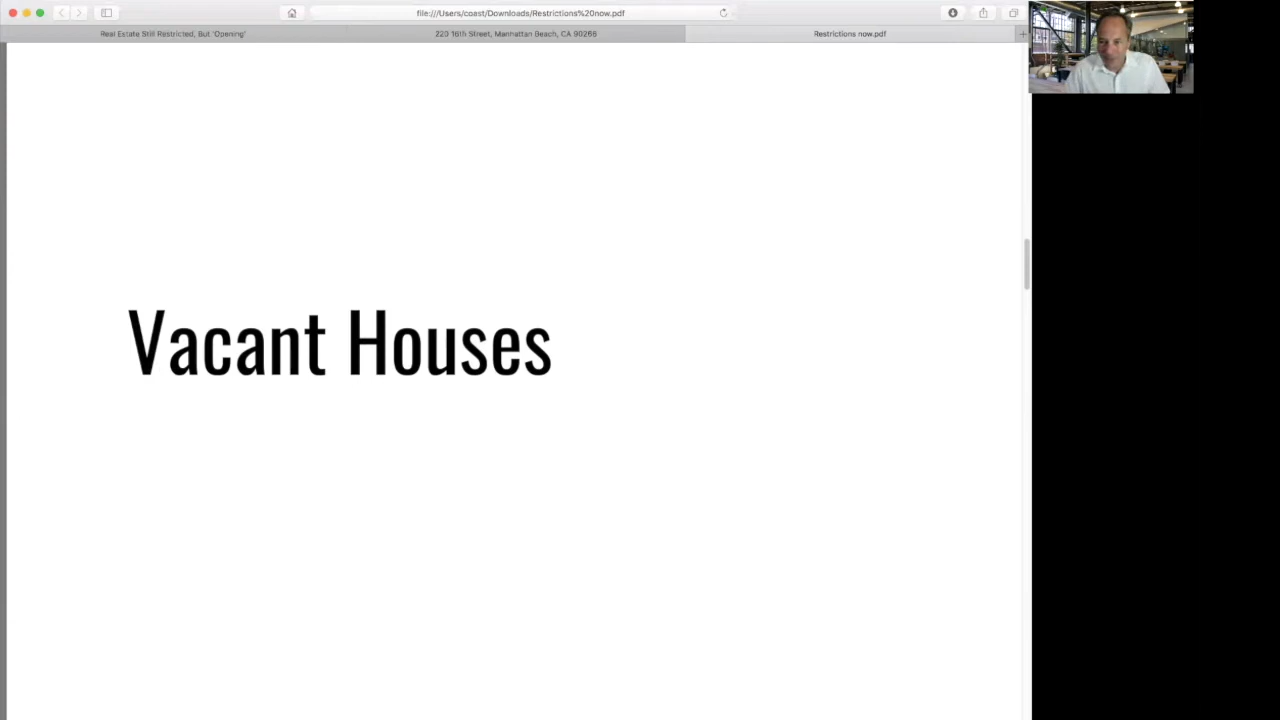 file:///Users/coast/Downloads/Restrictions%20now.pdf
Real Estate Still Restricted, But 'Opening'
220 16th Street, Manhattan Beach, CA 90266
Restrictions now.pdf
Vacant Houses